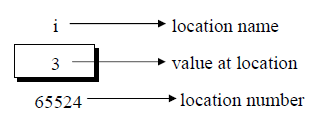 i location name
3 value at location
65524 location number